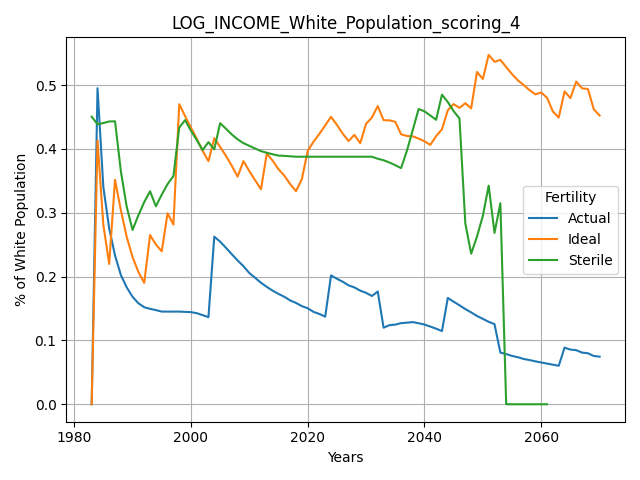 LOG_INCOME_White_Population_scoring_4
% of White Population
0.5
0.4
0.3
0.2
0.1
0.0
Fertility
Actual
Ideal
Sterile
1980
2000
2020
2040
2060
Years